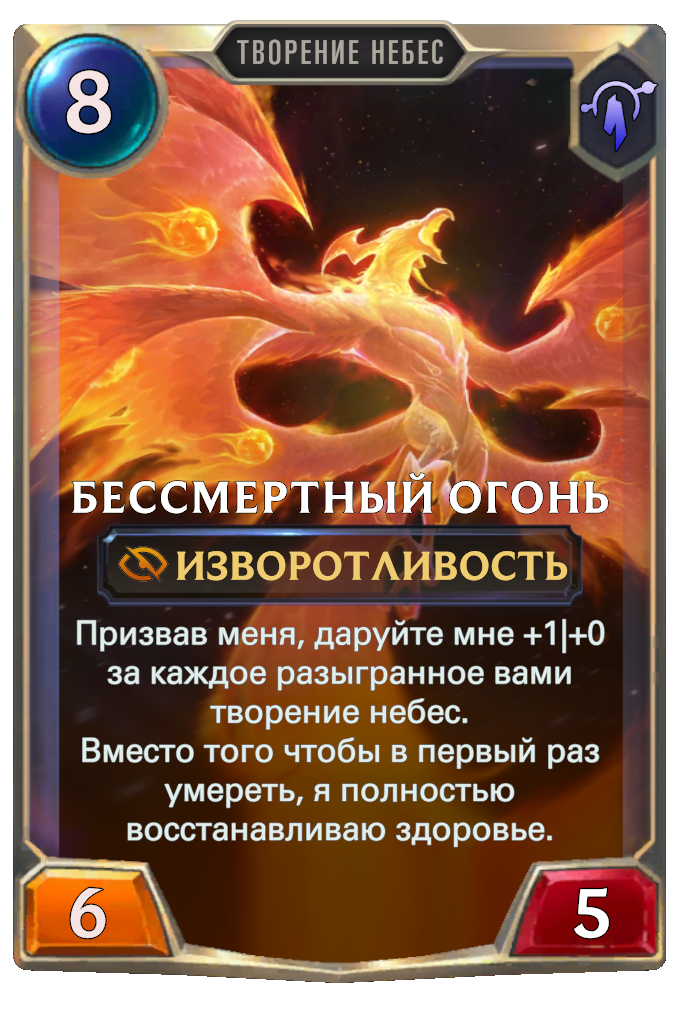 ТВОРЕНИЕ НЕБЕС
8
БЕССМЕРТНЫЙ ОГОНЬ
ИЗВОРОТЛИВОСТЬ
Призвав меня, даруйте мне +1|+0
за каждое разыгранное вами
творение небес.
Вместо того чтобы в первый раз
умереть, я полностью
восстанавливаю здоровье.
6
5